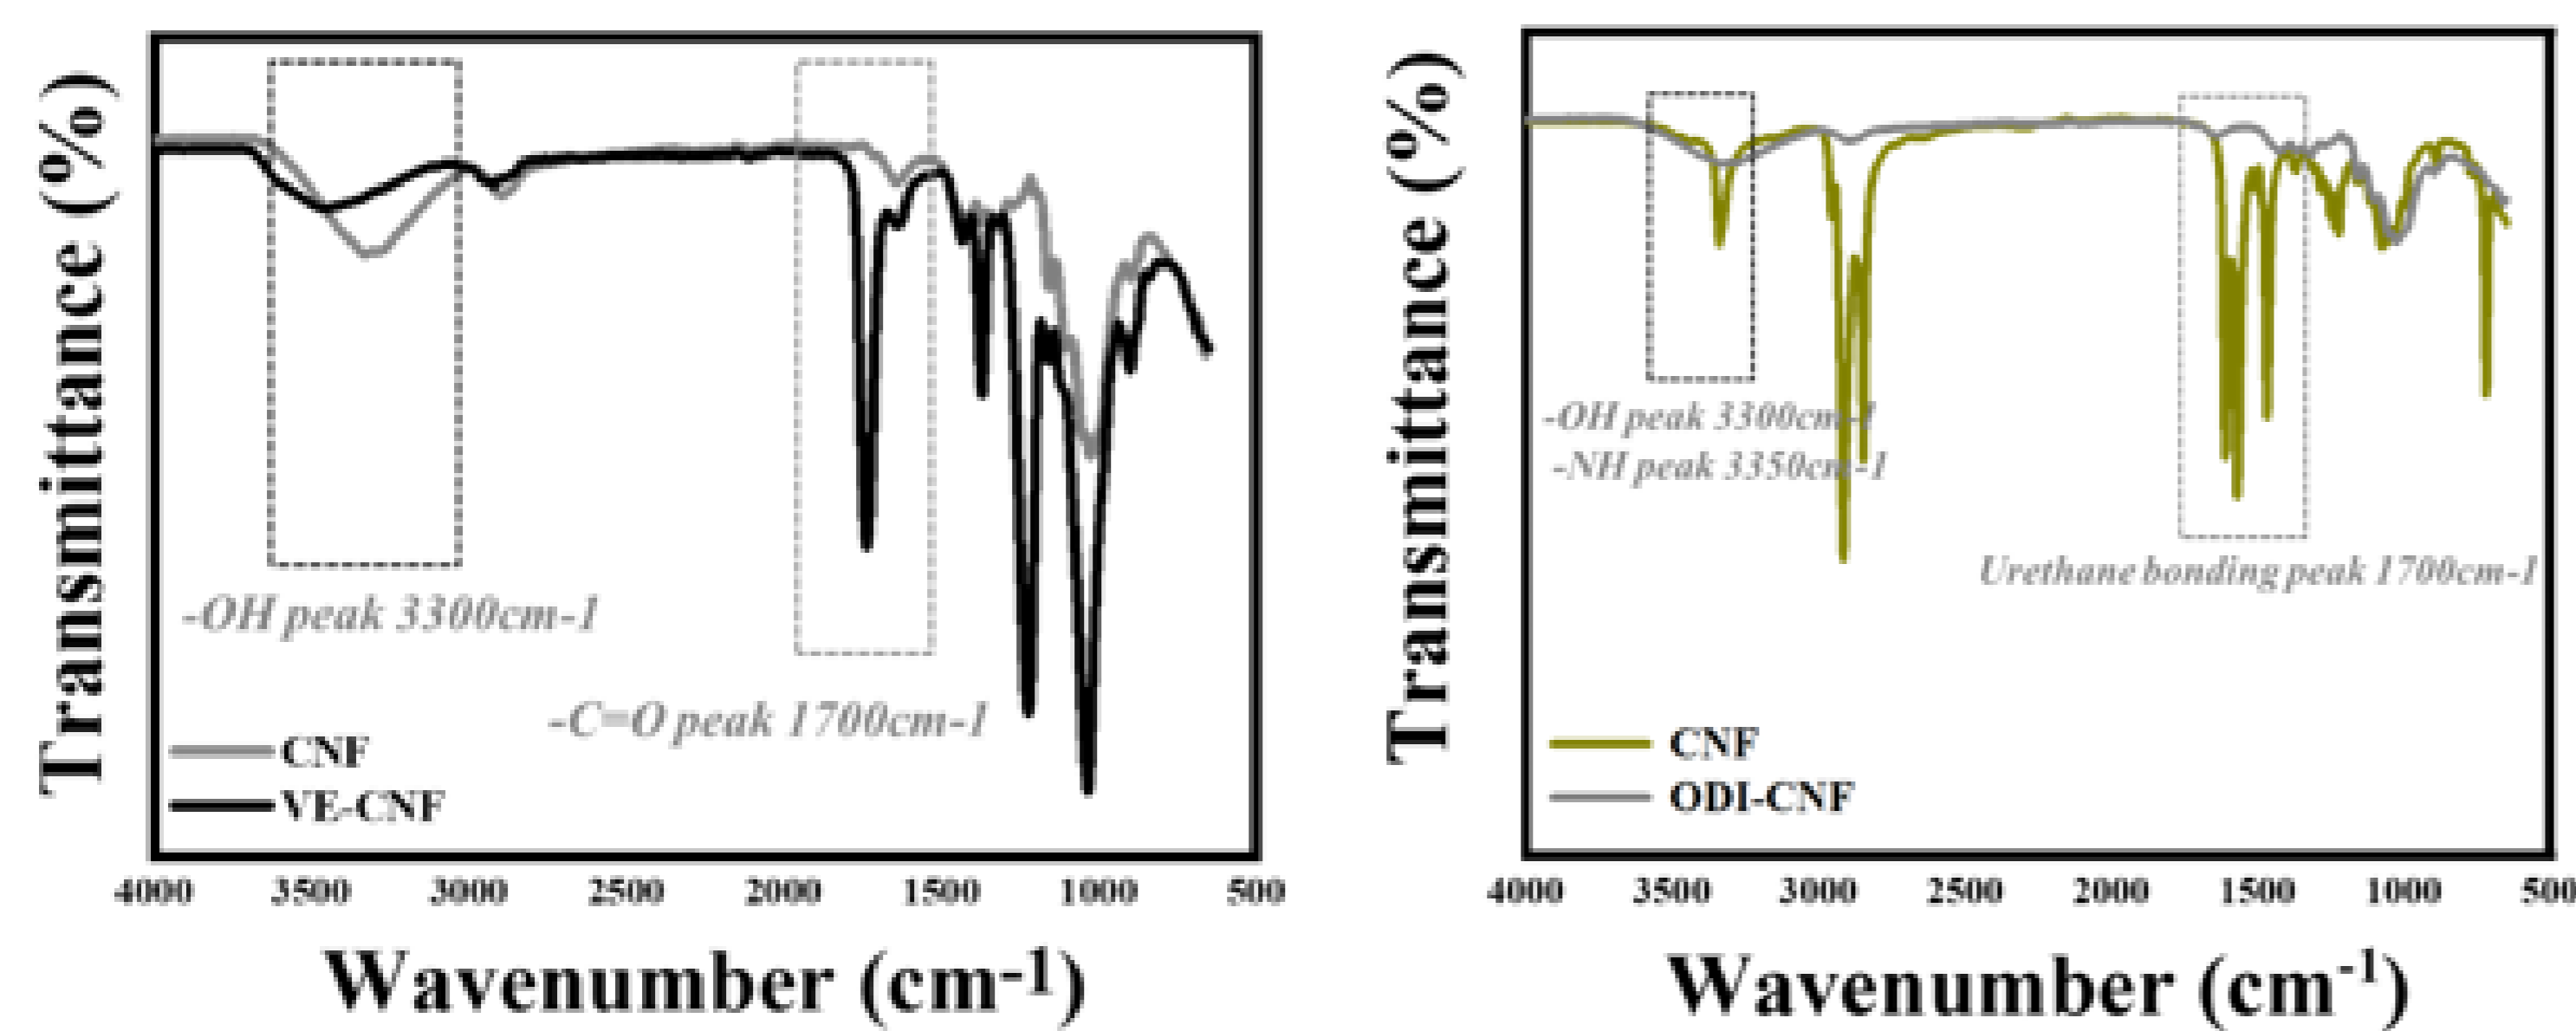 Transmittance (%)
-OH peak 3300cm-1
-C=O peak 1700cm-1
CNF
VE-CNF
4000 3500 3000 2500 2000 1500 1000 500
Wavenumber (cm-1)
Transmittance (%)
-OH peak 3300cm-1
-NH peak 3350cm-1
Urethane bonding peak 1700cm-1
CNF
ODI-CNF
4000 3500 3000 2500 2000 1500 1000 500
Wavenumber (cm-1)